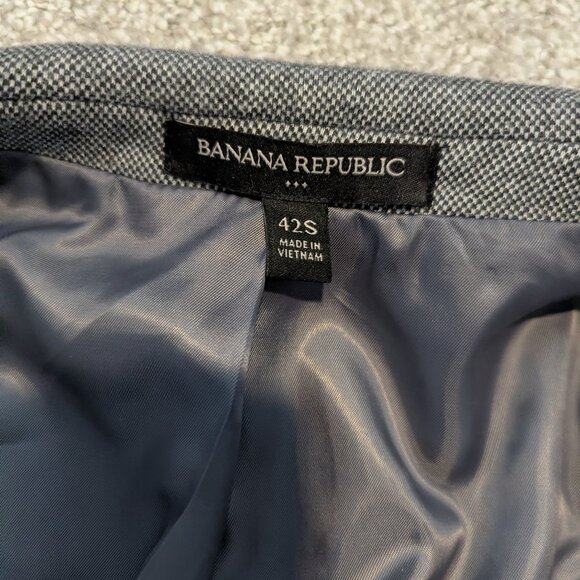 BANANA REPUBLIC
42S
MADE IN
VIETNAM